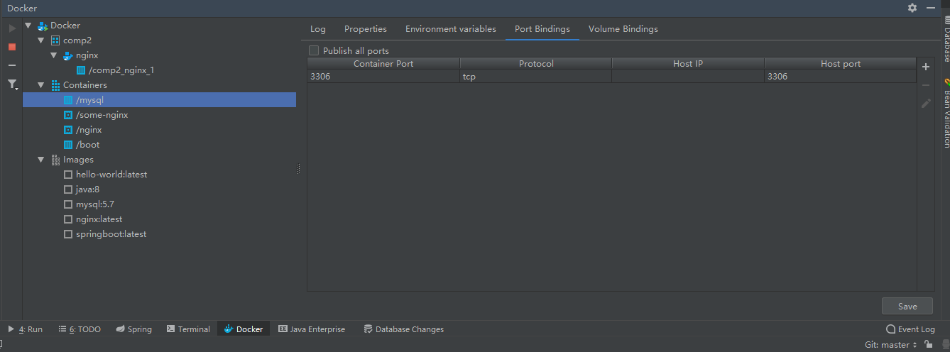 Docker
Docker
comp2
nginx
/comp2_nginx_1
Containers
/mysql
/some-nginx
/nginx
/boot
Images
hello-world:latest
java:8
mysql:5.7
nginx:latest
springboot:latest
Log Properties Environment variables Port Bindings Volume Bindings
Publish all ports
Container Port Protocol Host IP Host port
3306 tcp 3306
Save
Database
Bean Validation
4: Run 6: TODO Spring Terminal Docker Java Enterprise Database Changes Event Log
Git: master